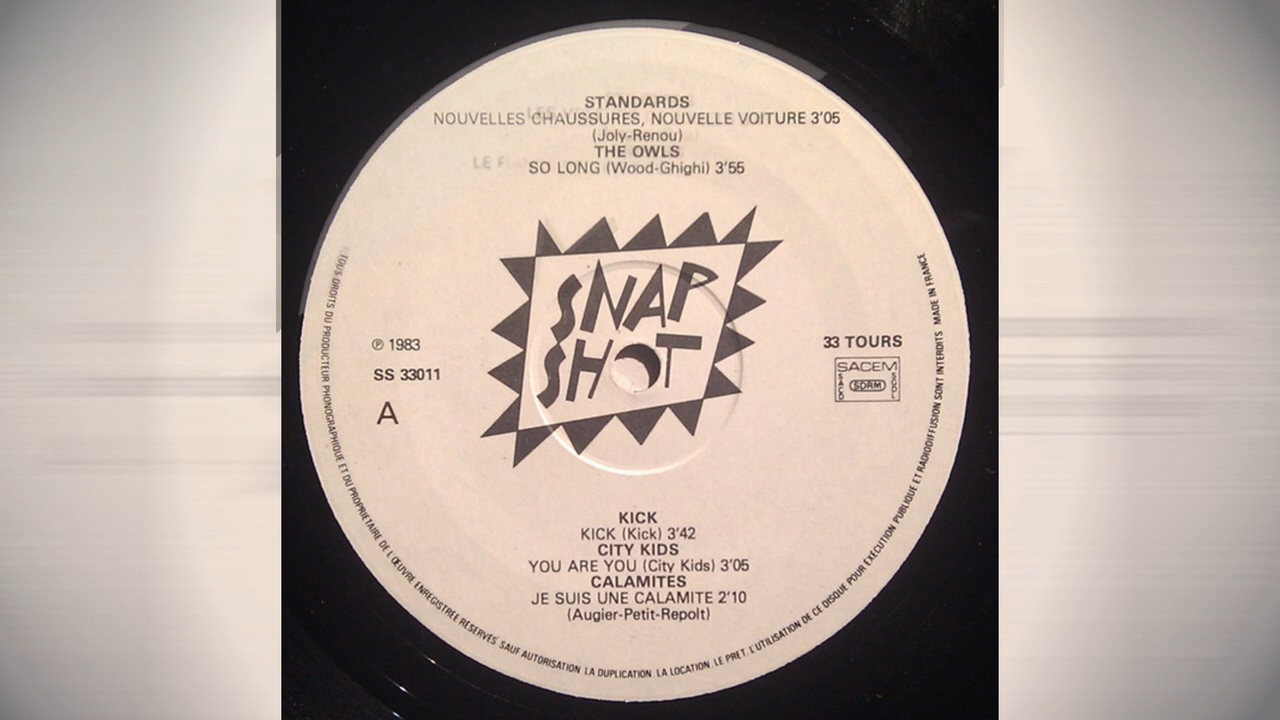 STANDARDS
NOUVELLES CHAUSSURES, NOUVELLE VOITURE 3'05
(Joly-Renou)
THE OWLS
SO LONG (Wood-Ghighi) 3'55
SNAP
SHOT
℗ 1983
SS 33011
A
33 TOURS
SACEM
SACD SDRM SGDL
KICK
KICK (Kick) 3'42
CITY KIDS
YOU ARE YOU (City Kids) 3'05
CALAMITES
JE SUIS UNE CALAMITE 2'10
(Augier-Petit-Repolt)
TOUS DROITS DU PRODUCTEUR PHONOGRAPHIQUE ET DU PROPRIETAIRE DE L'ŒUVRE ENREGISTREE RESERVES SAUF AUTORISATION LA DUPLICATION. LA LOCATION. LE PRET. L'UTILISATION DE CE DISQUE POUR EXECUTION PUBLIQUE ET RADIODIFFUSION SONT INTERDITS MADE IN FRANCE